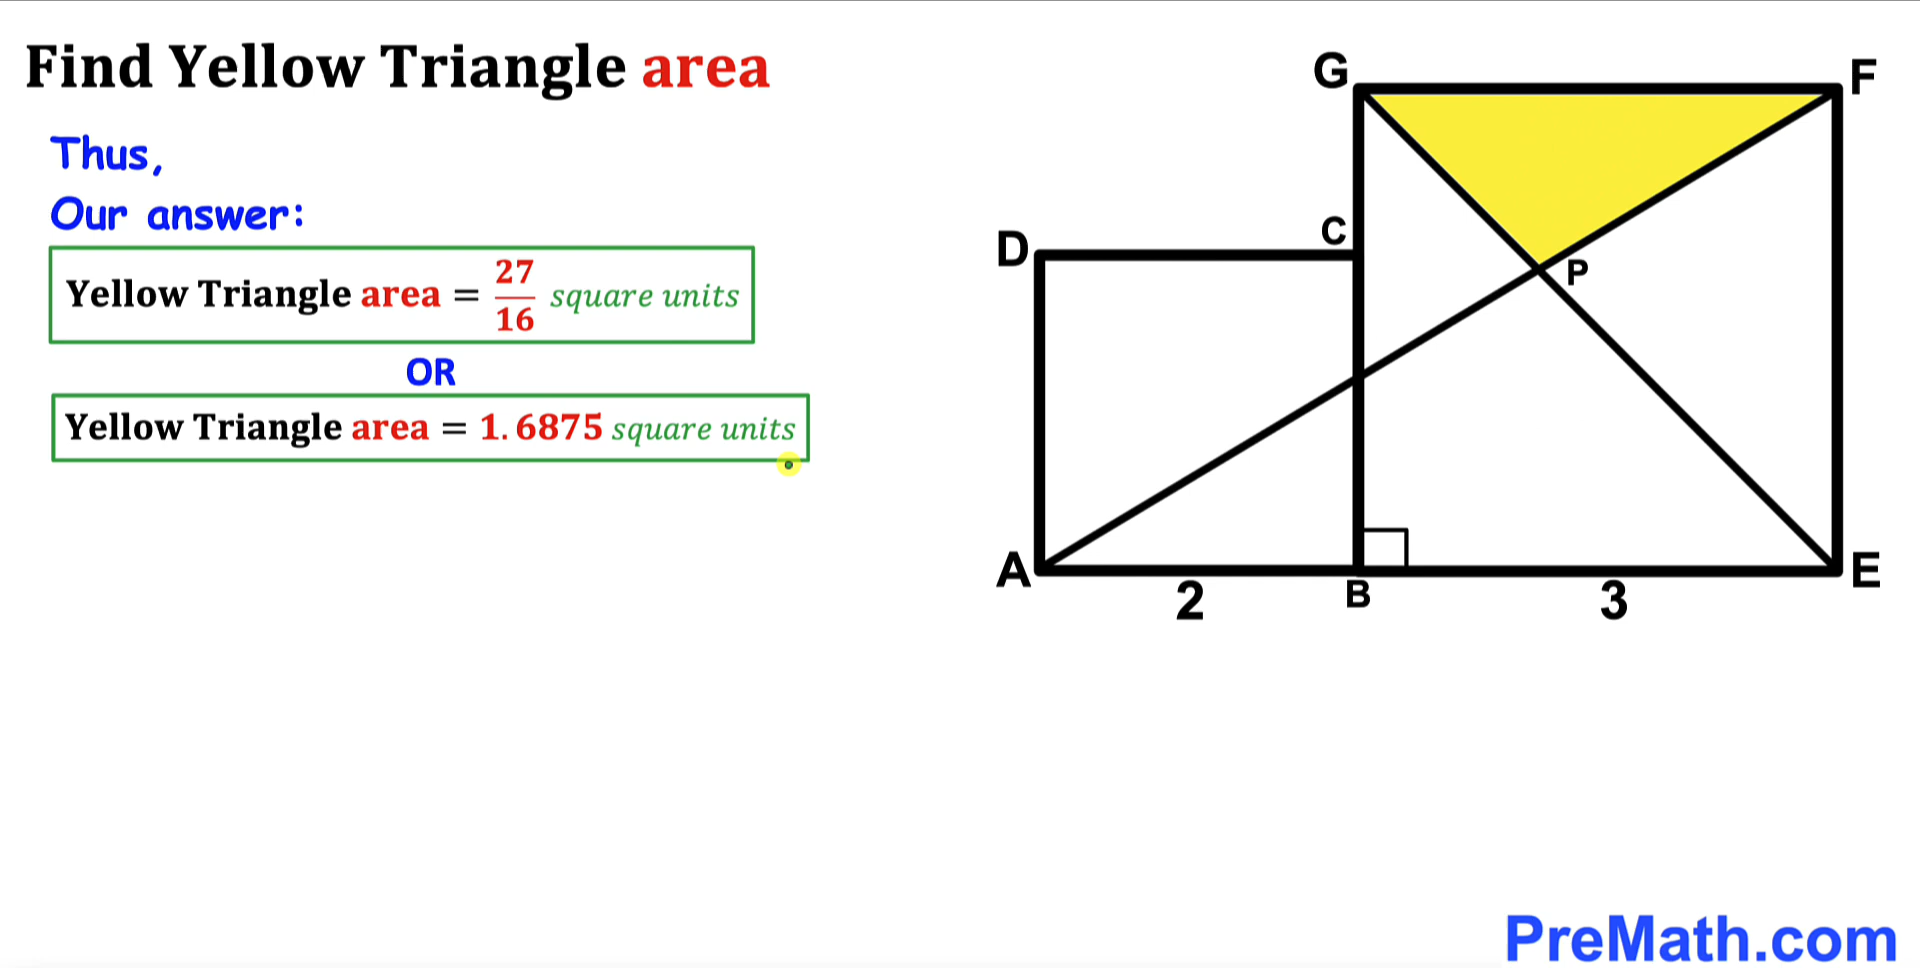 Find Yellow Triangle area
Thus,
Our answer:
Yellow Triangle area = 27/16 square units
OR
Yellow Triangle area = 1.6875 square units
G
F
D
C
P
A
B
E
2
3
PreMath.com